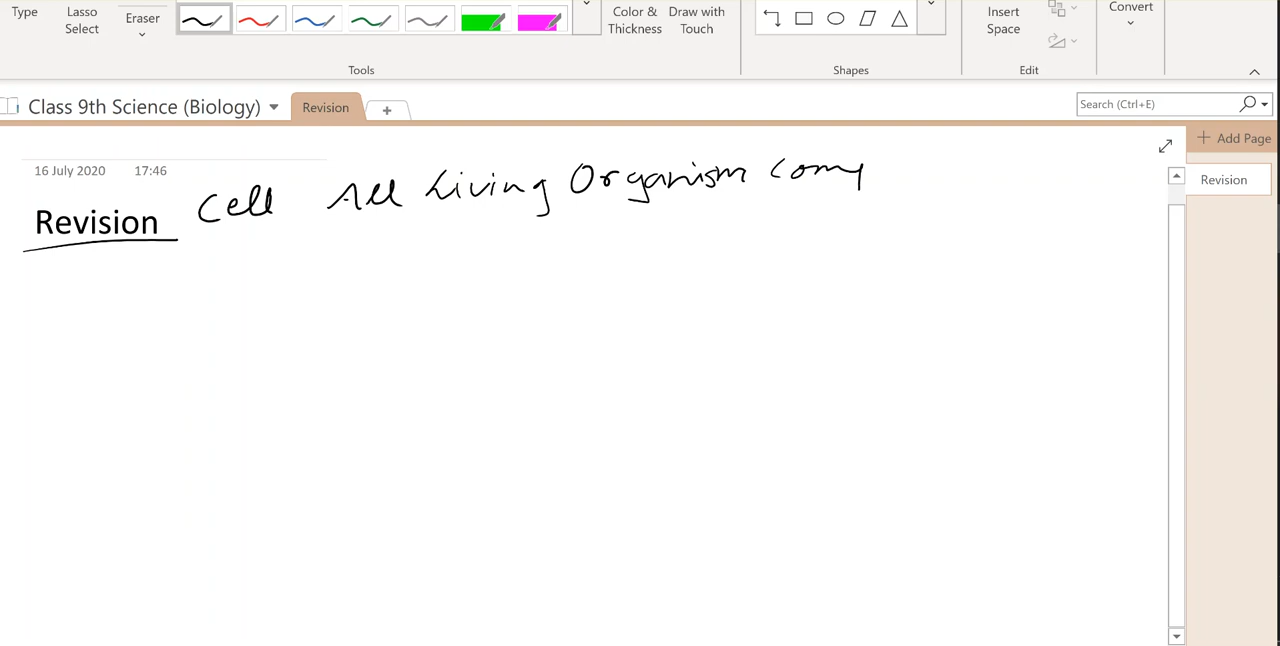 Type
Lasso
Select
Eraser
Color &
Thickness
Draw with
Touch
Insert
Space
Convert
Tools
Shapes
Edit
Class 9th Science (Biology)
Revision
+
Search (Ctrl+E)
Add Page
16 July 2020 17:46
Revision
Revision Cell All Living Organism Comp